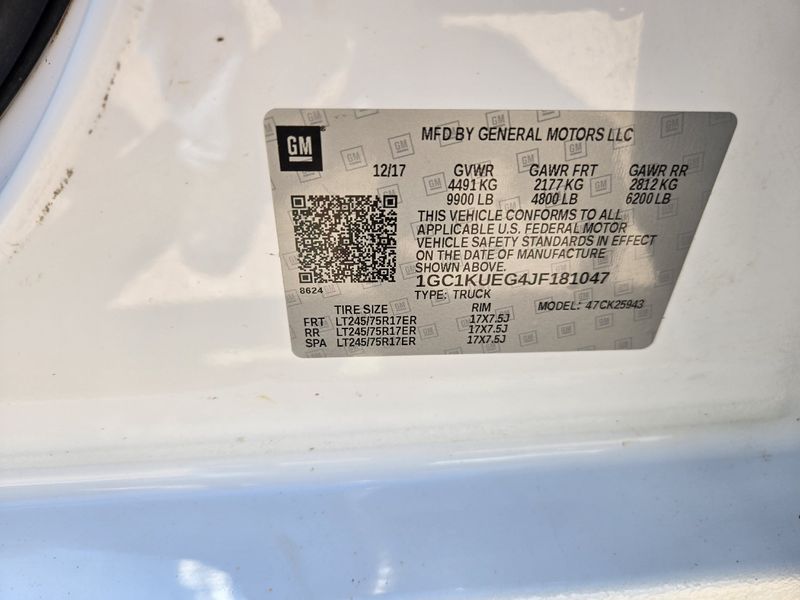 GM
MFD BY GENERAL MOTORS LLC
12/17 GVWR GAWR FRT GAWR RR
4491 KG 2177 KG 2812 KG
9900 LB 4800 LB 6200 LB
THIS VEHICLE CONFORMS TO ALL
APPLICABLE U.S. FEDERAL MOTOR
VEHICLE SAFETY STANDARDS IN EFFECT
ON THE DATE OF MANUFACTURE
SHOWN ABOVE.
8624
1GC1KUEG4JF181047
TYPE: TRUCK MODEL: 47CK25943
TIRE SIZE RIM
FRT LT245/75R17ER 17X7.5J
RR LT245/75R17ER 17X7.5J
SPA LT245/75R17ER 17X7.5J